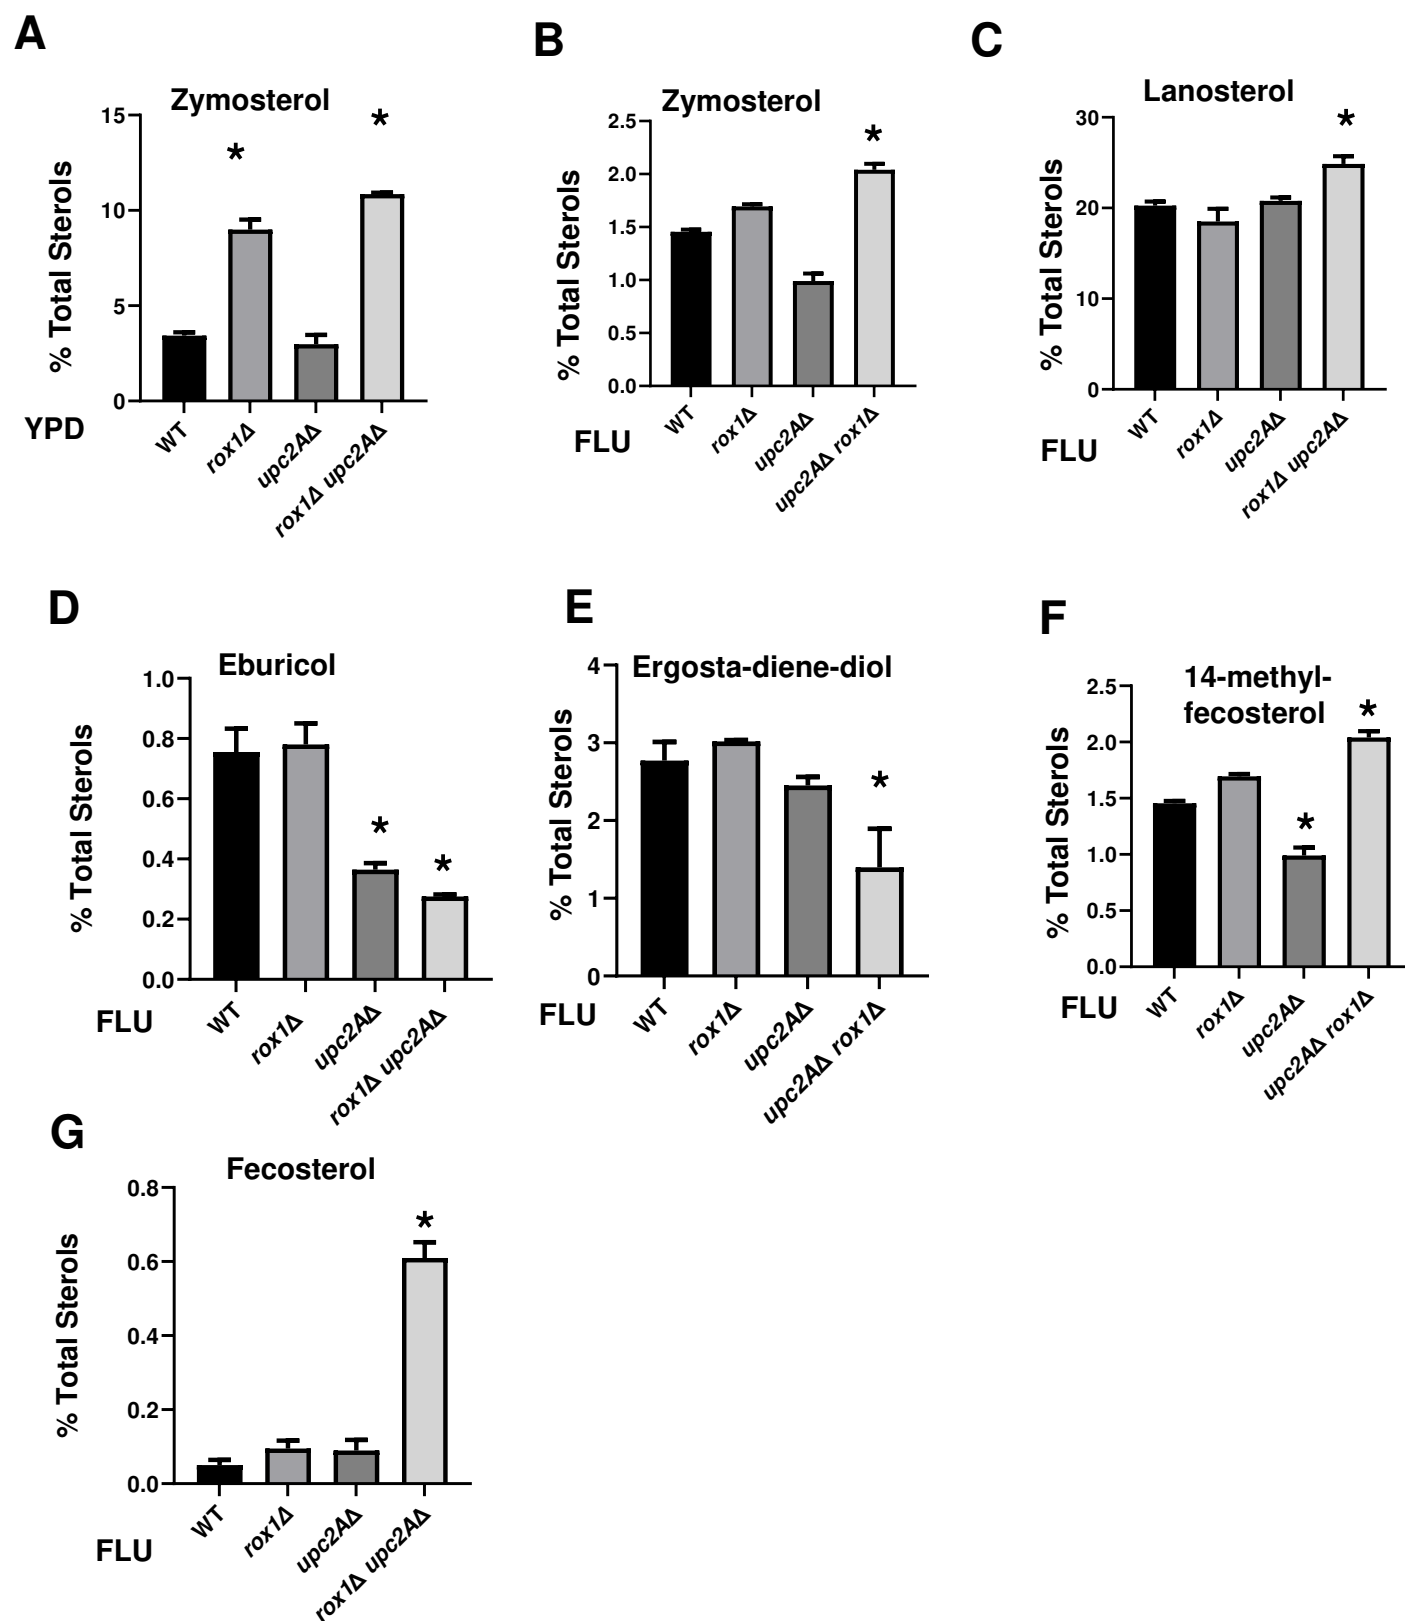 A
Zymosterol
% Total Sterols
15
10
5
0
*
*
YPD
WT
rox1Δ
upc2AΔ
rox1Δ upc2AΔ
B
Zymosterol
% Total Sterols
2.5
2.0
1.5
1.0
0.5
0.0
*
FLU
WT
rox1Δ
upc2AΔ
upc2AΔ rox1Δ
C
Lanosterol
% Total Sterols
30
20
10
0
*
FLU
WT
rox1Δ
upc2AΔ
rox1Δ upc2AΔ
D
Eburicol
% Total Sterols
1.0
0.8
0.6
0.4
0.2
0.0
*
*
FLU
WT
rox1Δ
upc2AΔ
rox1Δ upc2AΔ
E
Ergosta-diene-diol
% Total Sterols
4
3
2
1
0
*
FLU
WT
rox1Δ
upc2AΔ
upc2AΔ rox1Δ
F
14-methyl-
fecosterol
% Total Sterols
2.5
2.0
1.5
1.0
0.5
0.0
*
*
FLU
WT
rox1Δ
upc2AΔ
upc2AΔ rox1Δ
G
Fecosterol
% Total Sterols
0.8
0.6
0.4
0.2
0.0
*
FLU
WT
rox1Δ
upc2AΔ
rox1Δ upc2AΔ